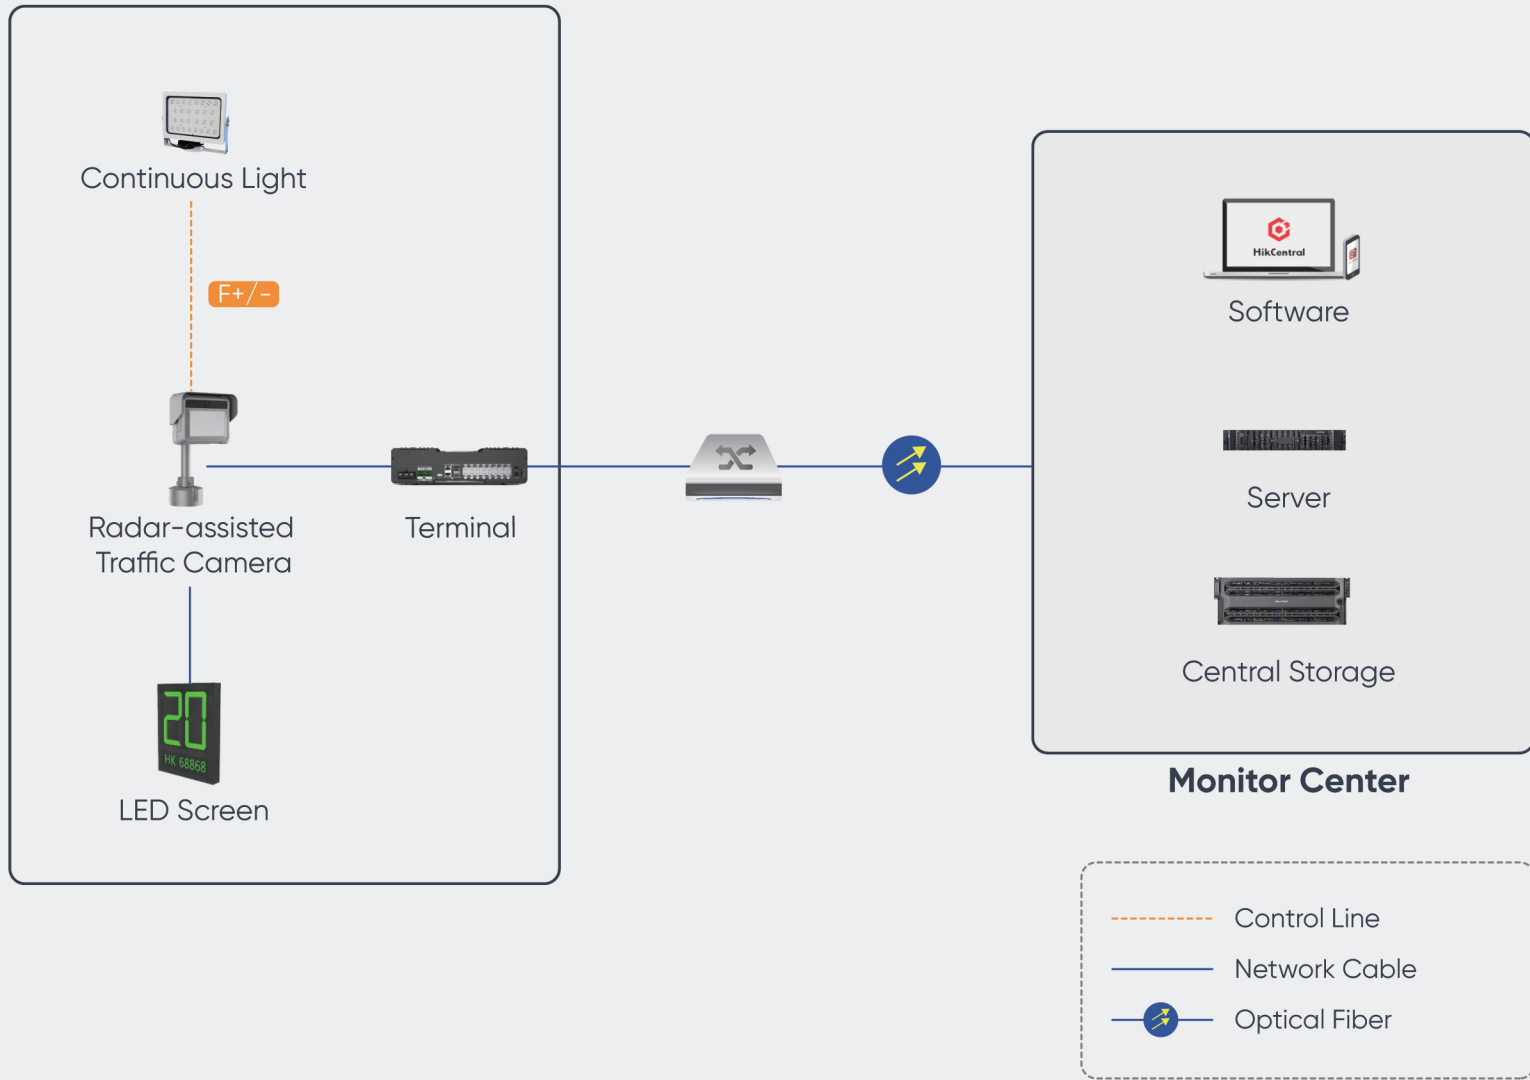 Continuous Light
F+/-
Radar-assisted
Traffic Camera
Terminal
20
HK 68868
LED Screen
HikCentral
Software
Server
Central Storage
Monitor Center
Control Line
Network Cable
Optical Fiber